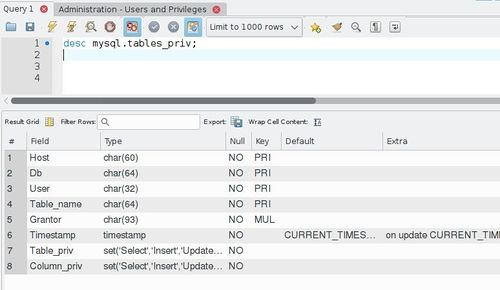 Query 1 Administration - Users and Privileges
Limit to 1000 rows
1 desc mysql.tables_priv;
2
3
4
Result Grid Filter Rows: Export: Wrap Cell Content:
# Field Type Null Key Default Extra
1 Host char(60) NO PRI
2 Db char(64) NO PRI
3 User char(32) NO PRI
4 Table_name char(64) NO PRI
5 Grantor char(93) NO MUL
6 Timestamp timestamp NO CURRENT_TIMES... on update CURRENT_TIM
7 Table_priv set('Select','Insert','Update... NO
8 Column_priv set('Select','Insert','Update... NO